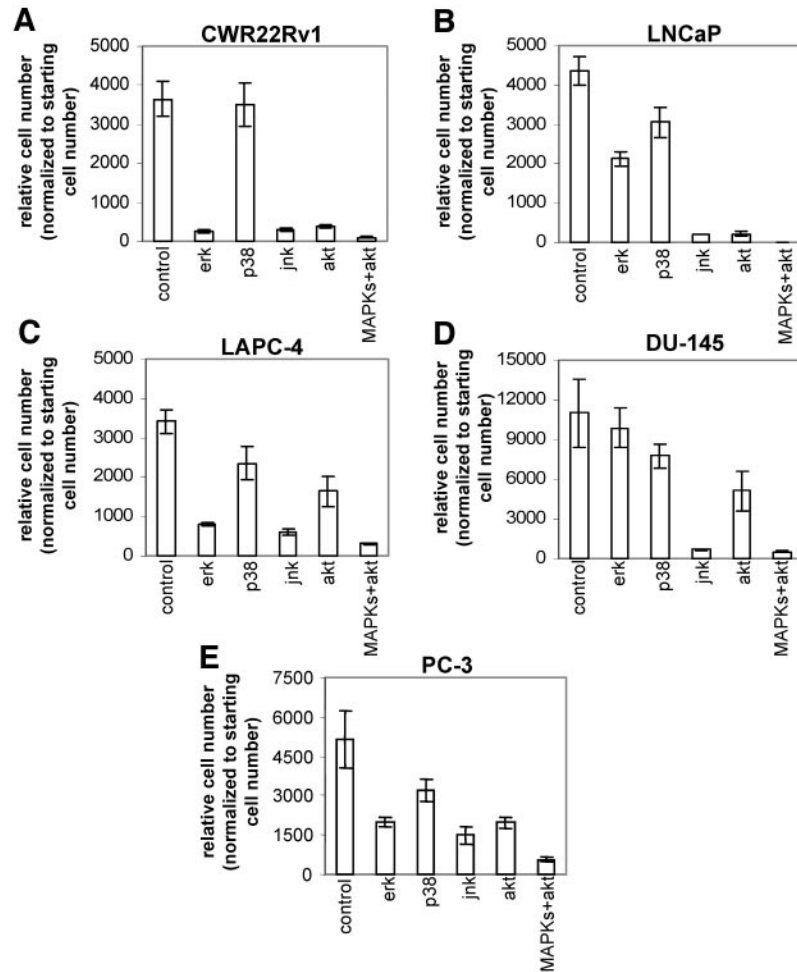 A
CWR22Rv1
relative cell number
(normalized to starting
cell number)
5000
4000
3000
2000
1000
0
control
erk
p38
jnk
akt
MAPKs+akt
B
LNCaP
relative cell number
(normalized to starting
cell number)
5000
4000
3000
2000
1000
0
control
erk
p38
jnk
akt
MAPKs+akt
C
LAPC-4
relative cell number
(normalized to starting
cell number)
5000
4000
3000
2000
1000
0
control
erk
p38
jnk
akt
MAPKs+akt
D
DU-145
relative cell number
(normalized to starting
cell number)
15000
12000
9000
6000
3000
0
control
erk
p38
jnk
akt
MAPKs+akt
E
PC-3
relative cell number
(normalized to starting
cell number)
7500
6000
4500
3000
1500
0
control
erk
p38
jnk
akt
MAPKs+akt